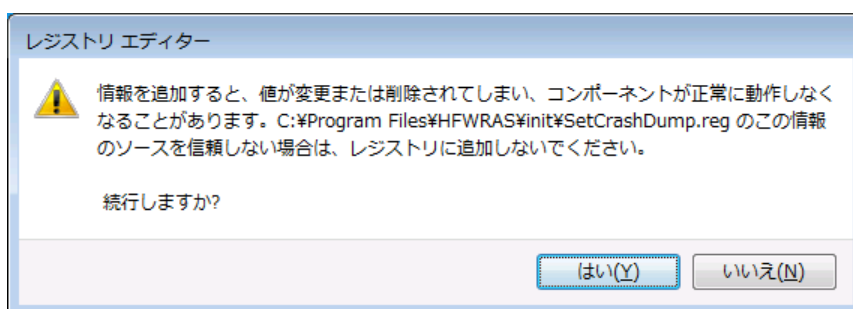 レジストリ エディター
情報を追加すると、値が変更または削除されてしまい、コンポーネントが正常に動作しなく
なることがあります。C:¥Program Files¥HFWRAS¥init¥SetCrashDump.reg のこの情報
のソースを信頼しない場合は、レジストリに追加しないでください。
続行しますか?
はい(Y)
いいえ(N)